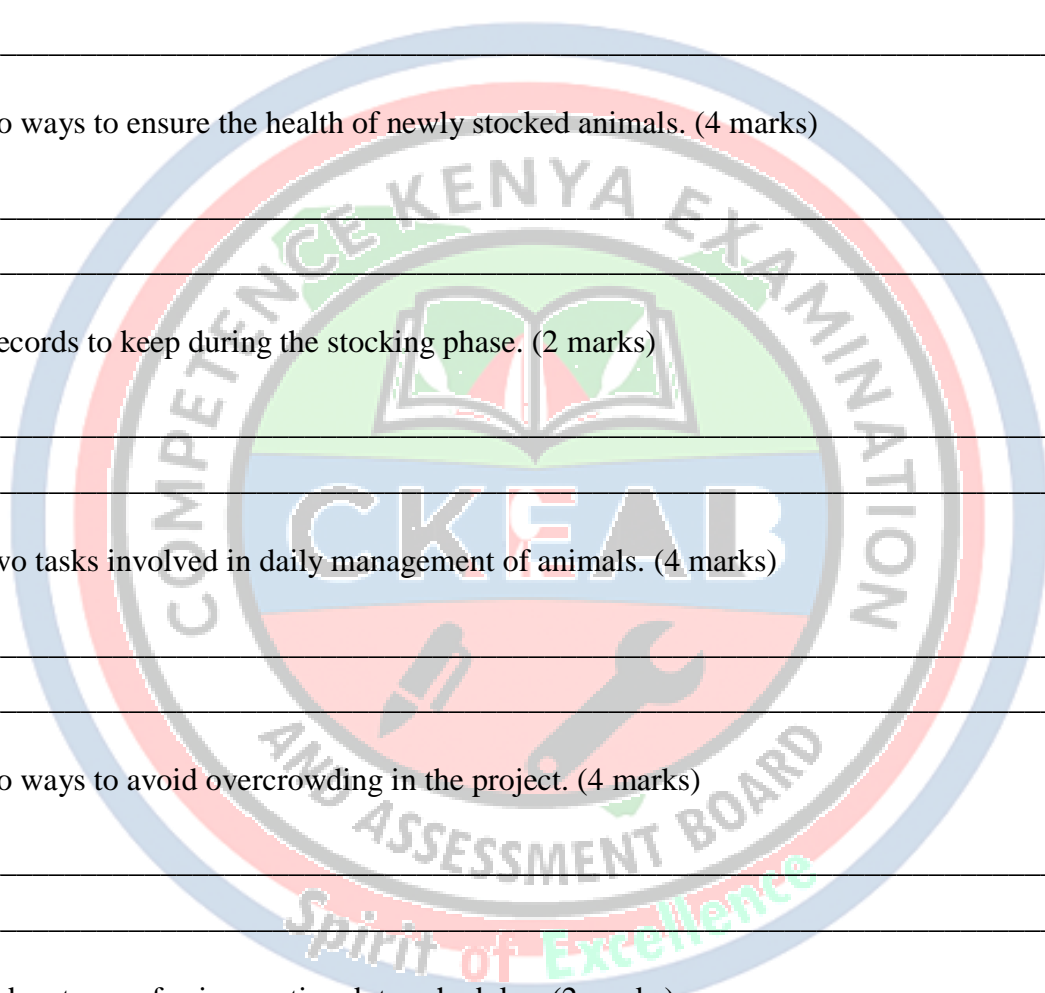 o ways to ensure the health of newly stocked animals. (4 marks)
ecords to keep during the stocking phase. (2 marks)
wo tasks involved in daily management of animals. (4 marks)
o ways to avoid overcrowding in the project. (4 marks)
COMPETENCE KENYA EXAMINATION
CKEAB
AND ASSESSMENT BOARD
Spirit of Excellence